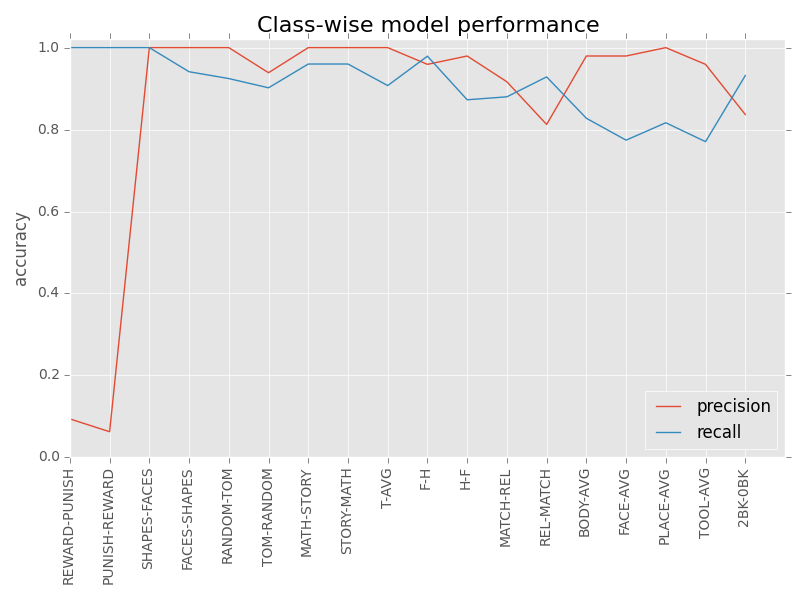 Class-wise model performance
accuracy
1.0
0.8
0.6
0.4
0.2
0.0
precision
recall
REWARD-PUNISH
PUNISH-REWARD
SHAPES-FACES
FACES-SHAPES
RANDOM-TOM
TOM-RANDOM
MATH-STORY
STORY-MATH
T-AVG
F-H
H-F
MATCH-REL
REL-MATCH
BODY-AVG
FACE-AVG
PLACE-AVG
TOOL-AVG
2BK-0BK